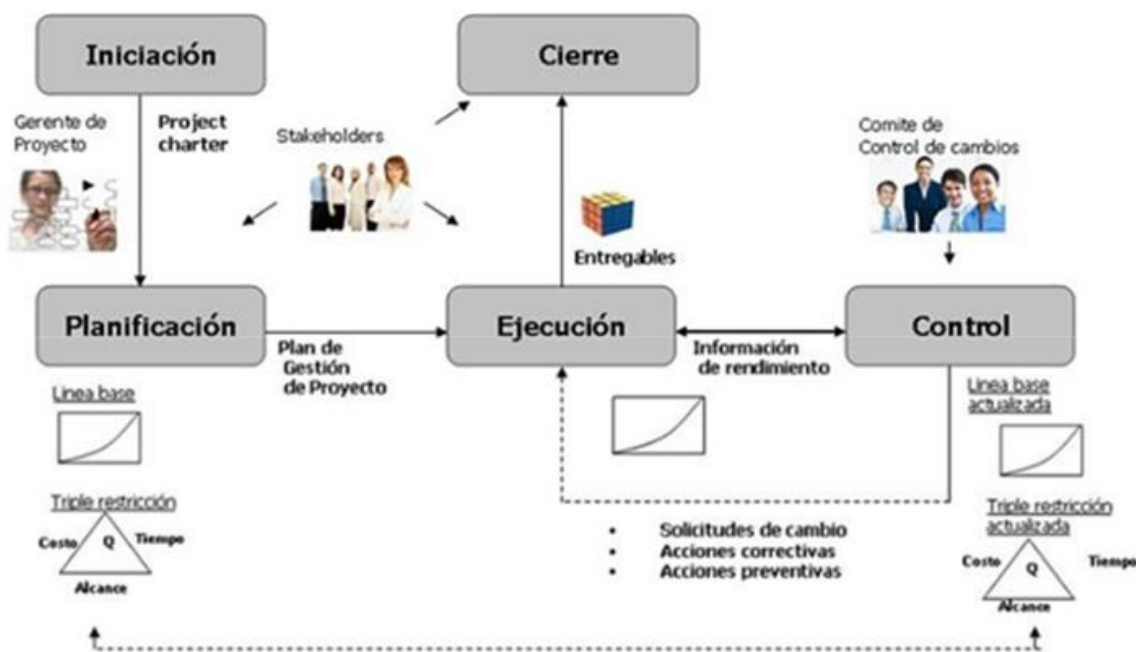 Iniciación
Cierre
Gerente de
Proyecto
Project
charter
Stakeholders
Comite de
Control de cambios
Entregables
Planificación
Ejecución
Control
Plan de
Gestión
de Proyecto
Información
de rendimiento
Linea base
Linea base
actualizada
Triple restricción
Costo
Q
Tiempo
Alcance
• Solicitudes de cambio
• Acciones correctivas
• Acciones preventivas
Triple restricción
actualizada
Costo
Q
Tiempo
Alcance